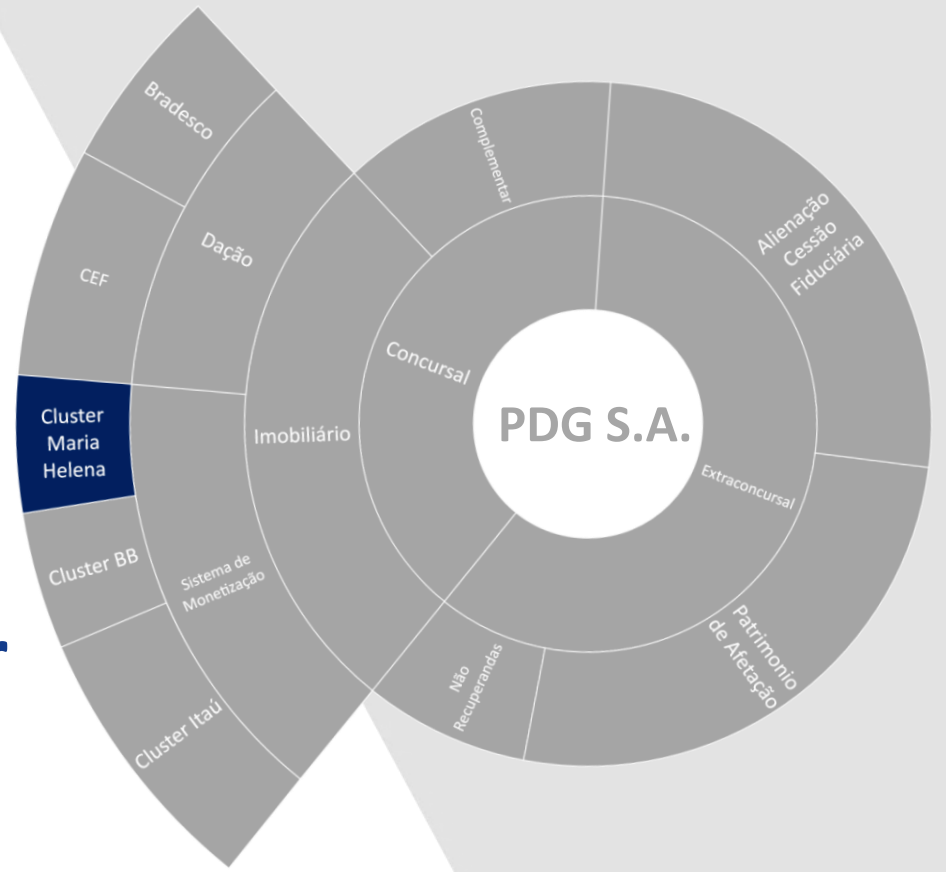 Bradesco
CEF
Cluster
Maria
Helena
Cluster BB
Cluster Itaú
Dação
Sistema de
Monetização
Imobiliário
Complementar
Concursal
PDG S.A.
Alienação
Cessão
Fiduciária
Extraconcursal
Patrimonio
de Afetação
Não
Recuperandas